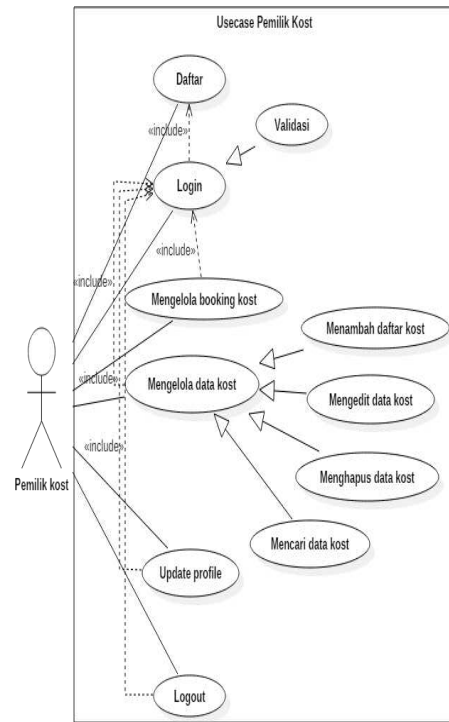 Usecase Pemilik Kost
Daftar
«include»
Validasi
Login
«include»
«include»
Mengelola booking kost
Menambah daftar kost
«include»
Mengelola data kost
Mengedit data kost
«include»
Menghapus data kost
Pemilik kost
Mencari data kost
Update profile
Logout